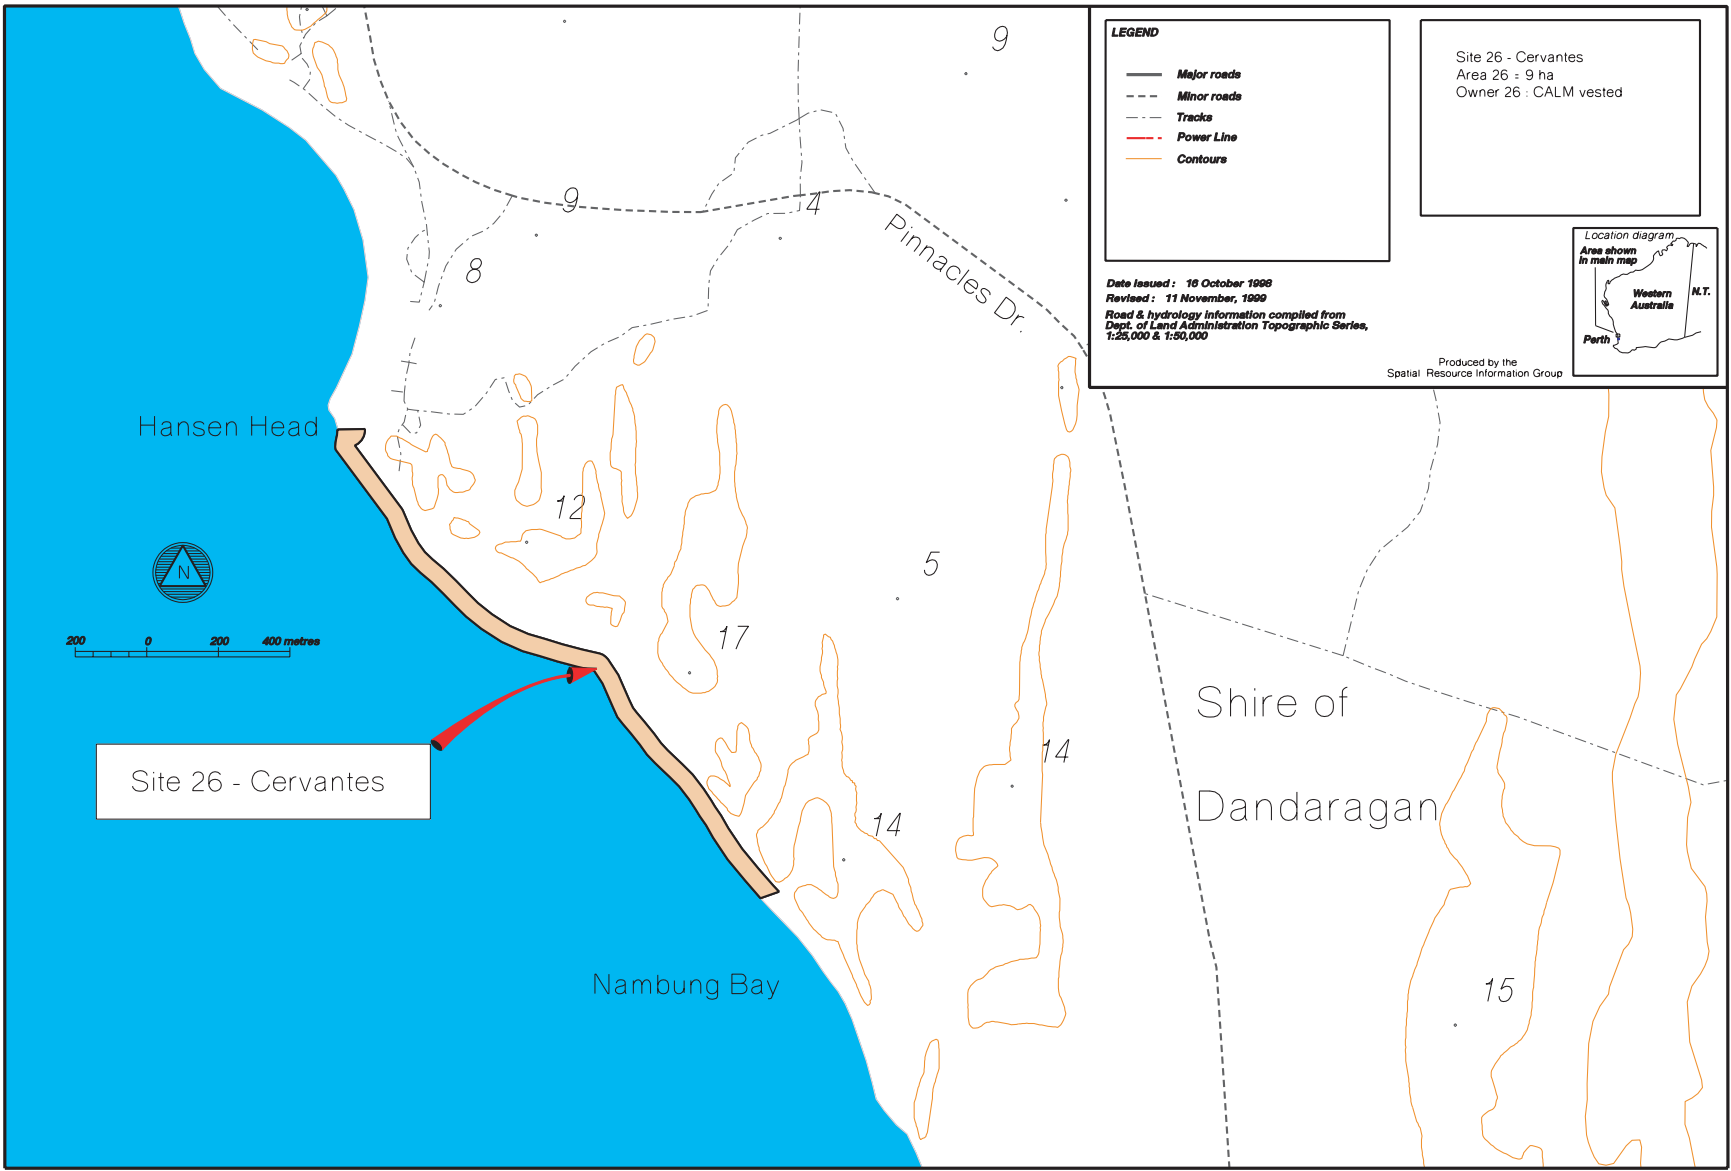 LEGEND
Major roads
Minor roads
Tracks
Power Line
Contours
Site 26 - Cervantes
Area 26 = 9 ha
Owner 26 : CALM vested
Location diagram
Area shown
in main map
Western
Australia
N.T.
Perth
Date issued : 16 October 1998
Revised : 11 November, 1999
Road & hydrology information compiled from
Dept. of Land Administration Topographic Series,
1:25,000 & 1:50,000
Produced by the
Spatial Resource Information Group
9
9
4
8
Pinnacles Dr.
Hansen Head
12
5
N
200 0 200 400 metres
17
Shire of
14
Site 26 - Cervantes
Dandaragan
14
Nambung Bay
15